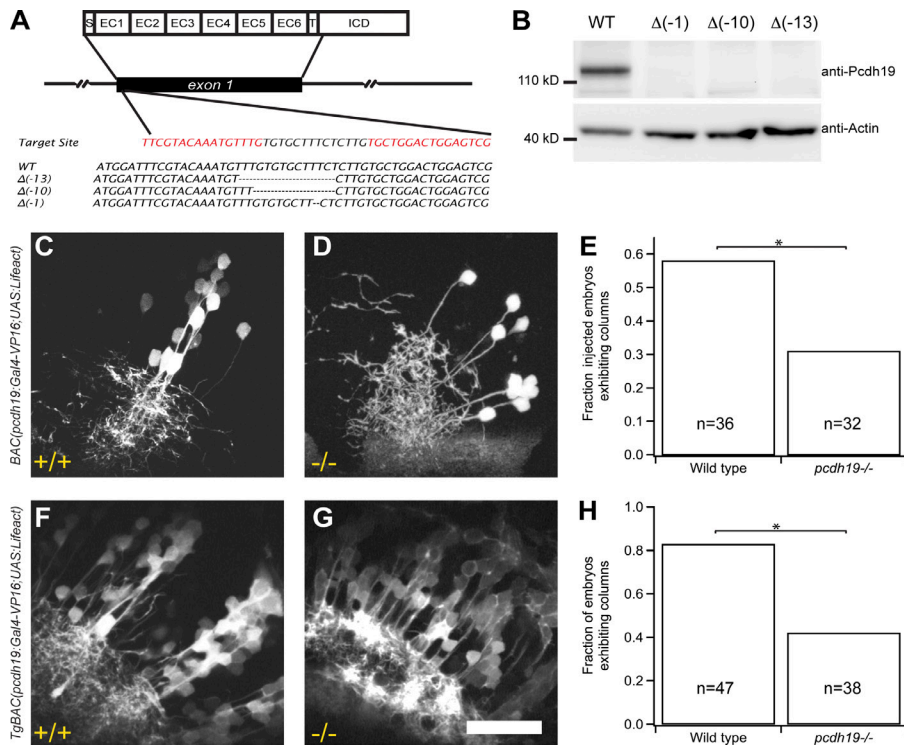 A
S EC1 EC2 EC3 EC4 EC5 EC6 T ICD
exon 1
Target Site TTCGTACAAATGTTTGTGTGCTTTCTCTTGTGCTGGACTGGAGTCG
WT ATGGATTTCGTACAAATGTTTGTGTGCTTTCTCTTGTGCTGGACTGGAGTCG
Δ(-13) ATGGATTTCGTACAAATGT-------------CTTGTGCTGGACTGGAGTCG
Δ(-10) ATGGATTTCGTACAAATGTTT----------CTTGTGCTGGACTGGAGTCG
Δ(-1) ATGGATTTCGTACAAATGTTTGTGTGCTT--CTCTTGTGCTGGACTGGAGTCG
B
WT Δ(-1) Δ(-10) Δ(-13)
110 kD
anti-Pcdh19
40 kD
anti-Actin
BAC(pcdh19:Gal4-VP16;UAS:Lifeact)
C
+/+
D
-/-
E
Fraction injected embryos
exhibiting columns
0.6
0.5
0.4
0.3
0.2
0.1
0.0
*
n=36
n=32
Wild type
pcdh19-/-
TgBAC(pcdh19:Gal4-VP16;UAS:Lifeact)
F
+/+
G
-/-
H
Fraction of embryos
exhibiting columns
1.0
0.8
0.6
0.4
0.2
0.0
*
n=47
n=38
Wild type
pcdh19-/-